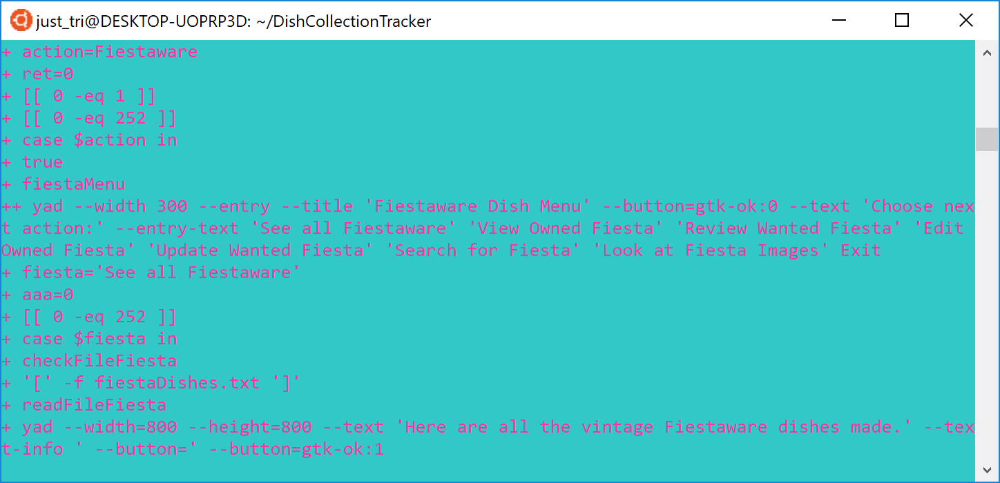 just_tri@DESKTOP-UOPRP3D: ~/DishCollectionTracker
+ action=Fiestaware
+ ret=0
+ [[ 0 -eq 1 ]]
+ [[ 0 -eq 252 ]]
+ case $action in
+ true
+ fiestaMenu
++ yad --width 300 --entry --title 'Fiestaware Dish Menu' --button=gtk-ok:0 --text 'Choose nex
t action:' --entry-text 'See all Fiestaware' 'View Owned Fiesta' 'Review Wanted Fiesta' 'Edit
Owned Fiesta' 'Update Wanted Fiesta' 'Search for Fiesta' 'Look at Fiesta Images' Exit
+ fiesta='See all Fiestaware'
+ aaa=0
+ [[ 0 -eq 252 ]]
+ case $fiesta in
+ checkFileFiesta
+ '[' -f fiestaDishes.txt ']'
+ readFileFiesta
+ yad --width=800 --height=800 --text 'Here are all the vintage Fiestaware dishes made.' --tex
t-info ' --button=' --button=gtk-ok:1